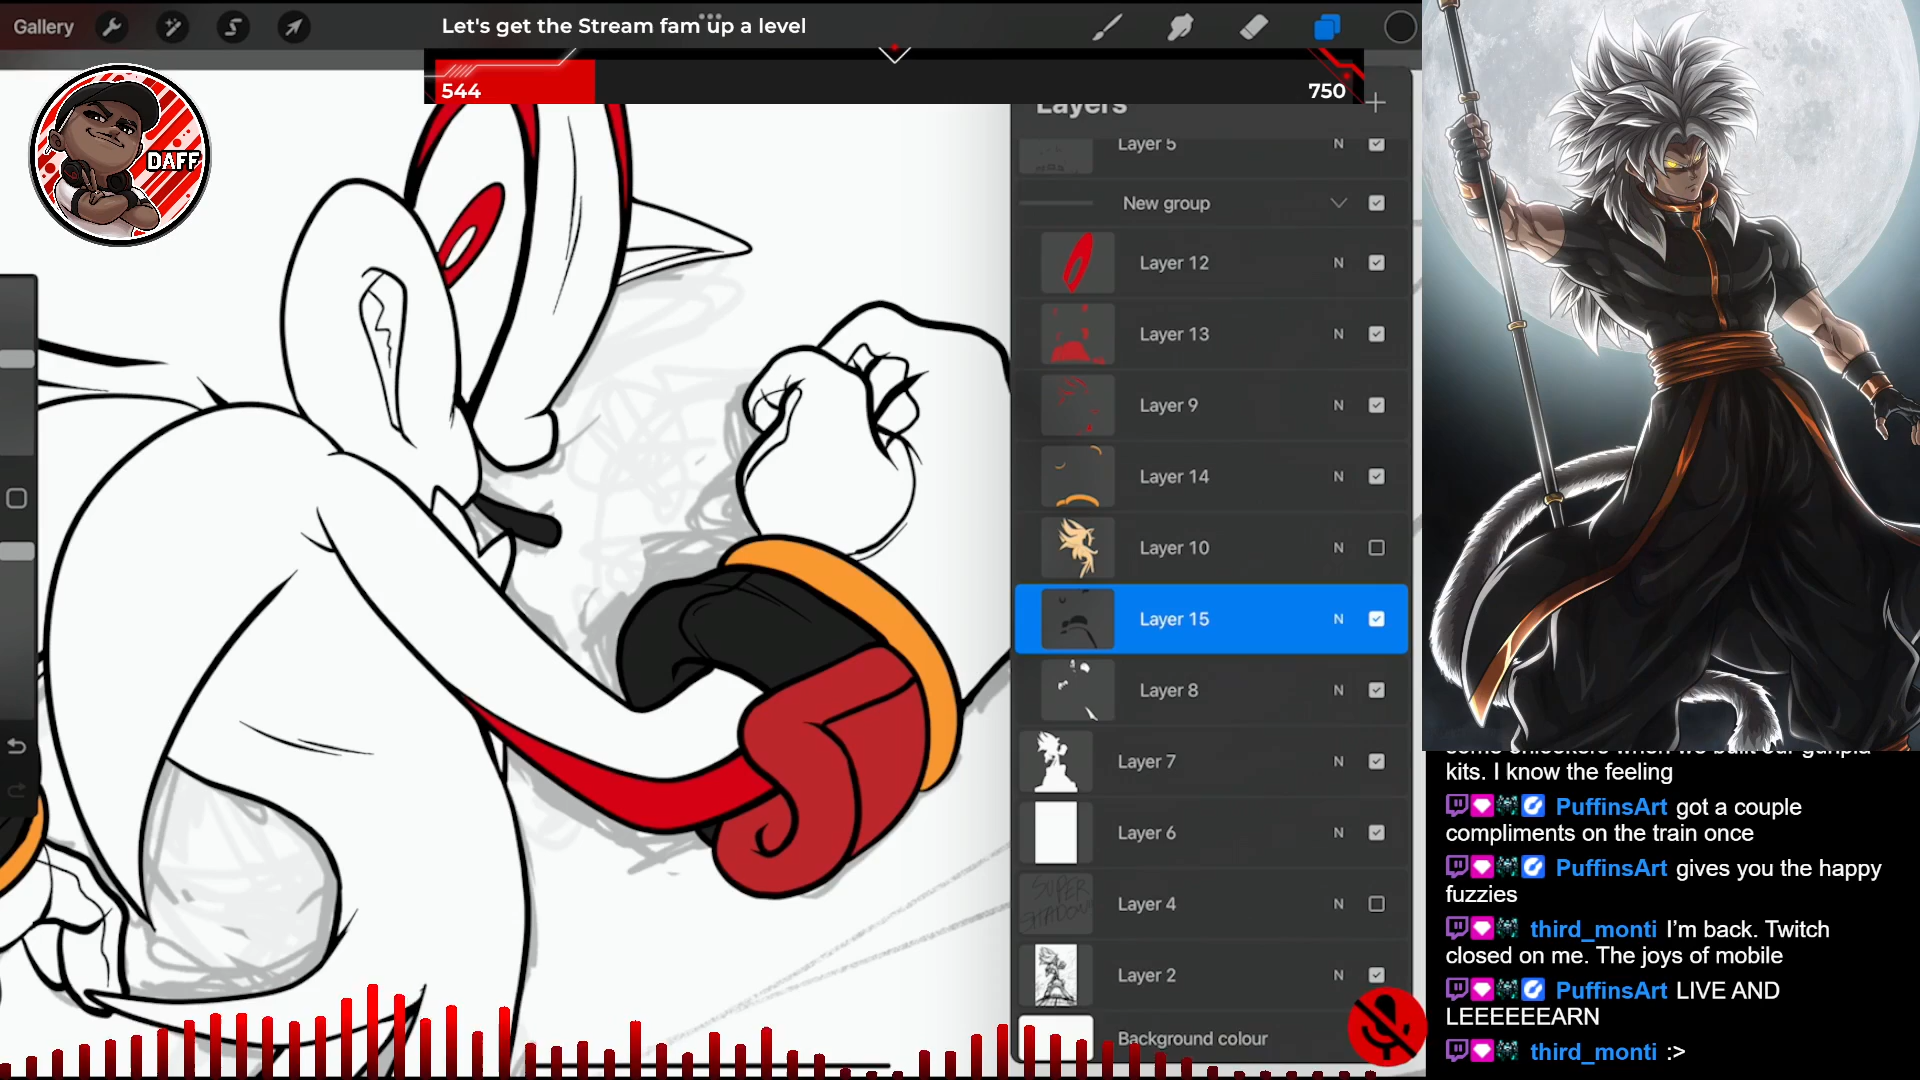 Gallery
Let's get the Stream fam up a level
544
750
DAFF
Layers
Layer 5 N
New group
Layer 12 N
Layer 13 N
Layer 9 N
Layer 14 N
Layer 10 N
Layer 15 N
Layer 8 N
Layer 7 N
Layer 6 N
SUPER
SHADOW
Layer 4 N
Layer 2 N
Background colour
kits. I know the feeling
PuffinsArt got a couple
compliments on the train once
PuffinsArt gives you the happy
fuzzies
third_monti I’m back. Twitch
closed on me. The joys of mobile
PuffinsArt LIVE AND
LEEEEEEARN
third_monti :>